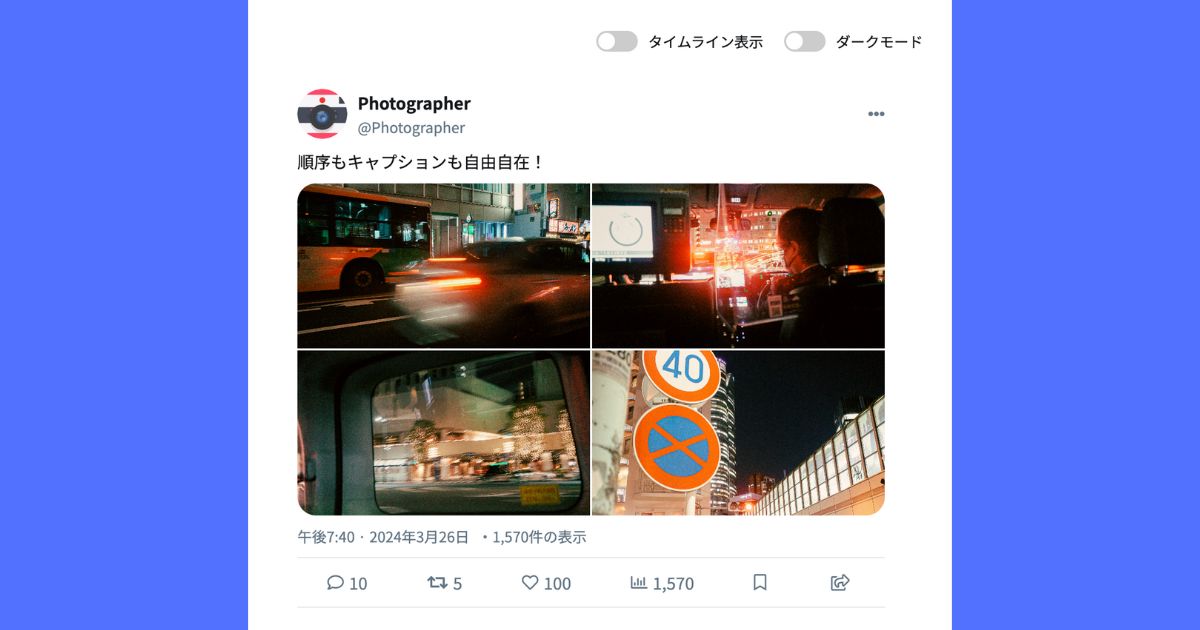 タイムライン表示 ダークモード
Photographer
@Photographer
順序もキャプションも自由自在！
40
午後7:40 · 2024年3月26日 ・1,570件の表示
10 5 100 1,570